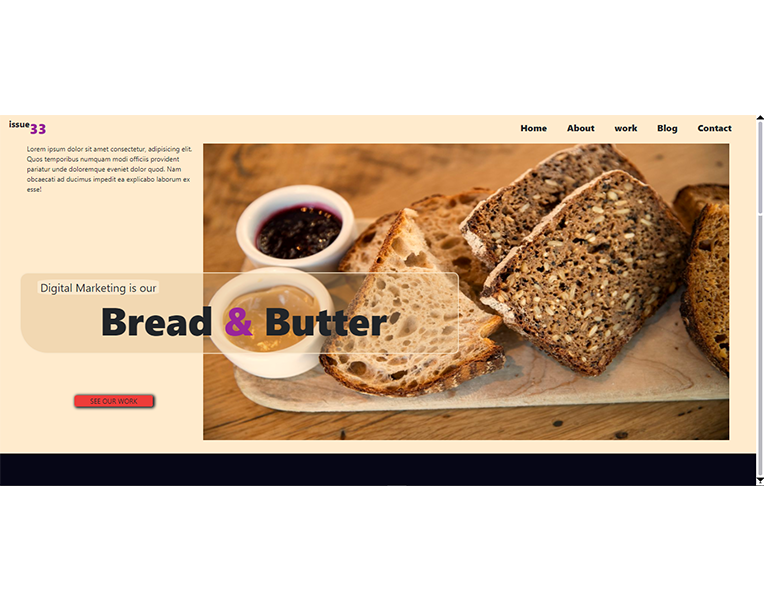 issue33
Home About work Blog Contact
Lorem ipsum dolor sit amet consectetur, adipisicing elit.
Quos temporibus numquam modi officiis provident
pariatur unde doloremque eveniet dolor quod. Nam
obcaecati ad ducimus impedit ea explicabo laborum ex
esse!
Digital Marketing is our
Bread & Butter
SEE OUR WORK